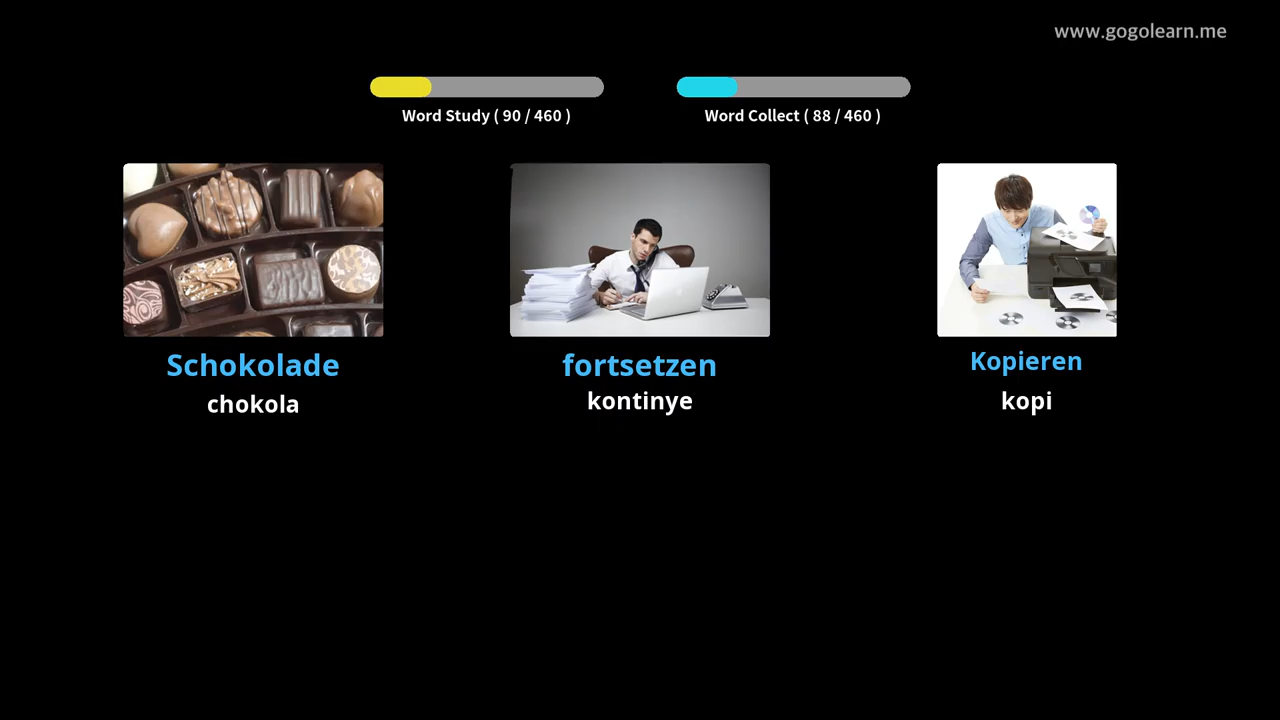 www.gogolearn.me
Word Study ( 90 / 460 )
Word Collect ( 88 / 460 )
Schokolade
chokola
fortsetzen
kontinye
Kopieren
kopi